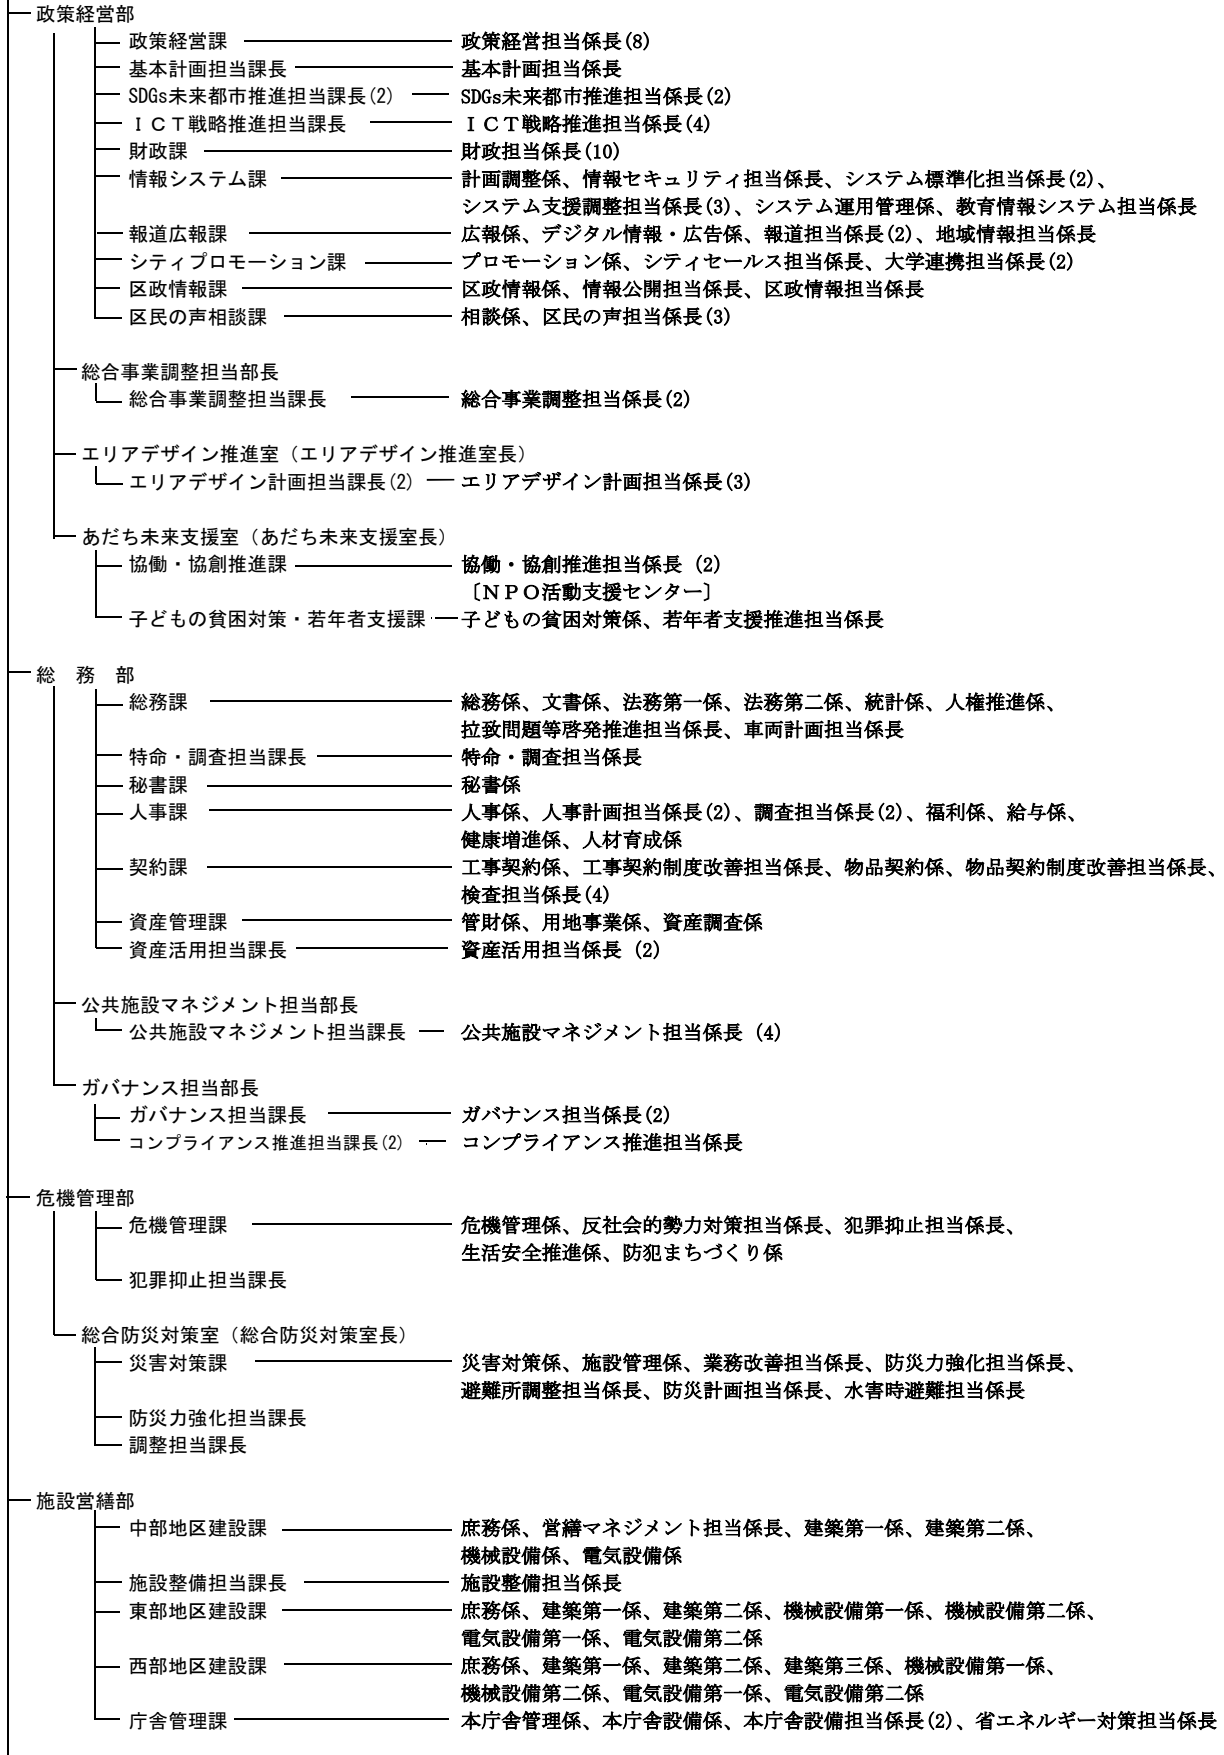 政策経営部
政策経営課 政策経営担当係長(8)
基本計画担当課長 基本計画担当係長
SDGs未来都市推進担当課長(2) SDGs未来都市推進担当係長(2)
ＩＣＴ戦略推進担当課長 ＩＣＴ戦略推進担当係長(4)
財政課 財政担当係長(10)
情報システム課 計画調整係、情報セキュリティ担当係長、システム標準化担当係長(2)、
システム支援調整担当係長(3)、システム運用管理係、教育情報システム担当係長
報道広報課 広報係、デジタル情報・広告係、報道担当係長(2)、地域情報担当係長
シティプロモーション課 プロモーション係、シティセールス担当係長、大学連携担当係長(2)
区政情報課 区政情報係、情報公開担当係長、区政情報担当係長
区民の声相談課 相談係、区民の声担当係長(3)
総合事業調整担当部長
総合事業調整担当課長 総合事業調整担当係長(2)
エリアデザイン推進室（エリアデザイン推進室長）
エリアデザイン計画担当課長(2) エリアデザイン計画担当係長(3)
あだち未来支援室（あだち未来支援室長）
協働・協創推進課 協働・協創推進担当係長 (2)
〔ＮＰＯ活動支援センター〕
子どもの貧困対策・若年者支援課 子どもの貧困対策係、若年者支援推進担当係長
総　務　部
総務課 総務係、文書係、法務第一係、法務第二係、統計係、人権推進係、
拉致問題等啓発推進担当係長、車両計画担当係長
特命・調査担当課長 特命・調査担当係長
秘書課 秘書係
人事課 人事係、人事計画担当係長(2)、調査担当係長(2)、福利係、給与係、
健康増進係、人材育成係
契約課 工事契約係、工事契約制度改善担当係長、物品契約係、物品契約制度改善担当係長、
検査担当係長(4)
資産管理課 管財係、用地事業係、資産調査係
資産活用担当課長 資産活用担当係長 (2)
公共施設マネジメント担当部長
公共施設マネジメント担当課長 公共施設マネジメント担当係長 (4)
ガバナンス担当部長
ガバナンス担当課長 ガバナンス担当係長(2)
コンプライアンス推進担当課長(2) コンプライアンス推進担当係長
危機管理部
危機管理課 危機管理係、反社会的勢力対策担当係長、犯罪抑止担当係長、
生活安全推進係、防犯まちづくり係
犯罪抑止担当課長
総合防災対策室（総合防災対策室長）
災害対策課 災害対策係、施設管理係、業務改善担当係長、防災力強化担当係長、
避難所調整担当係長、防災計画担当係長、水害時避難担当係長
防災力強化担当課長
調整担当課長
施設営繕部
中部地区建設課 庶務係、営繕マネジメント担当係長、建築第一係、建築第二係、
機械設備係、電気設備係
施設整備担当課長 施設整備担当係長
東部地区建設課 庶務係、建築第一係、建築第二係、機械設備第一係、機械設備第二係、
電気設備第一係、電気設備第二係
西部地区建設課 庶務係、建築第一係、建築第二係、建築第三係、機械設備第一係、
機械設備第二係、電気設備第一係、電気設備第二係
庁舎管理課 本庁舎管理係、本庁舎設備係、本庁舎設備担当係長(2)、省エネルギー対策担当係長